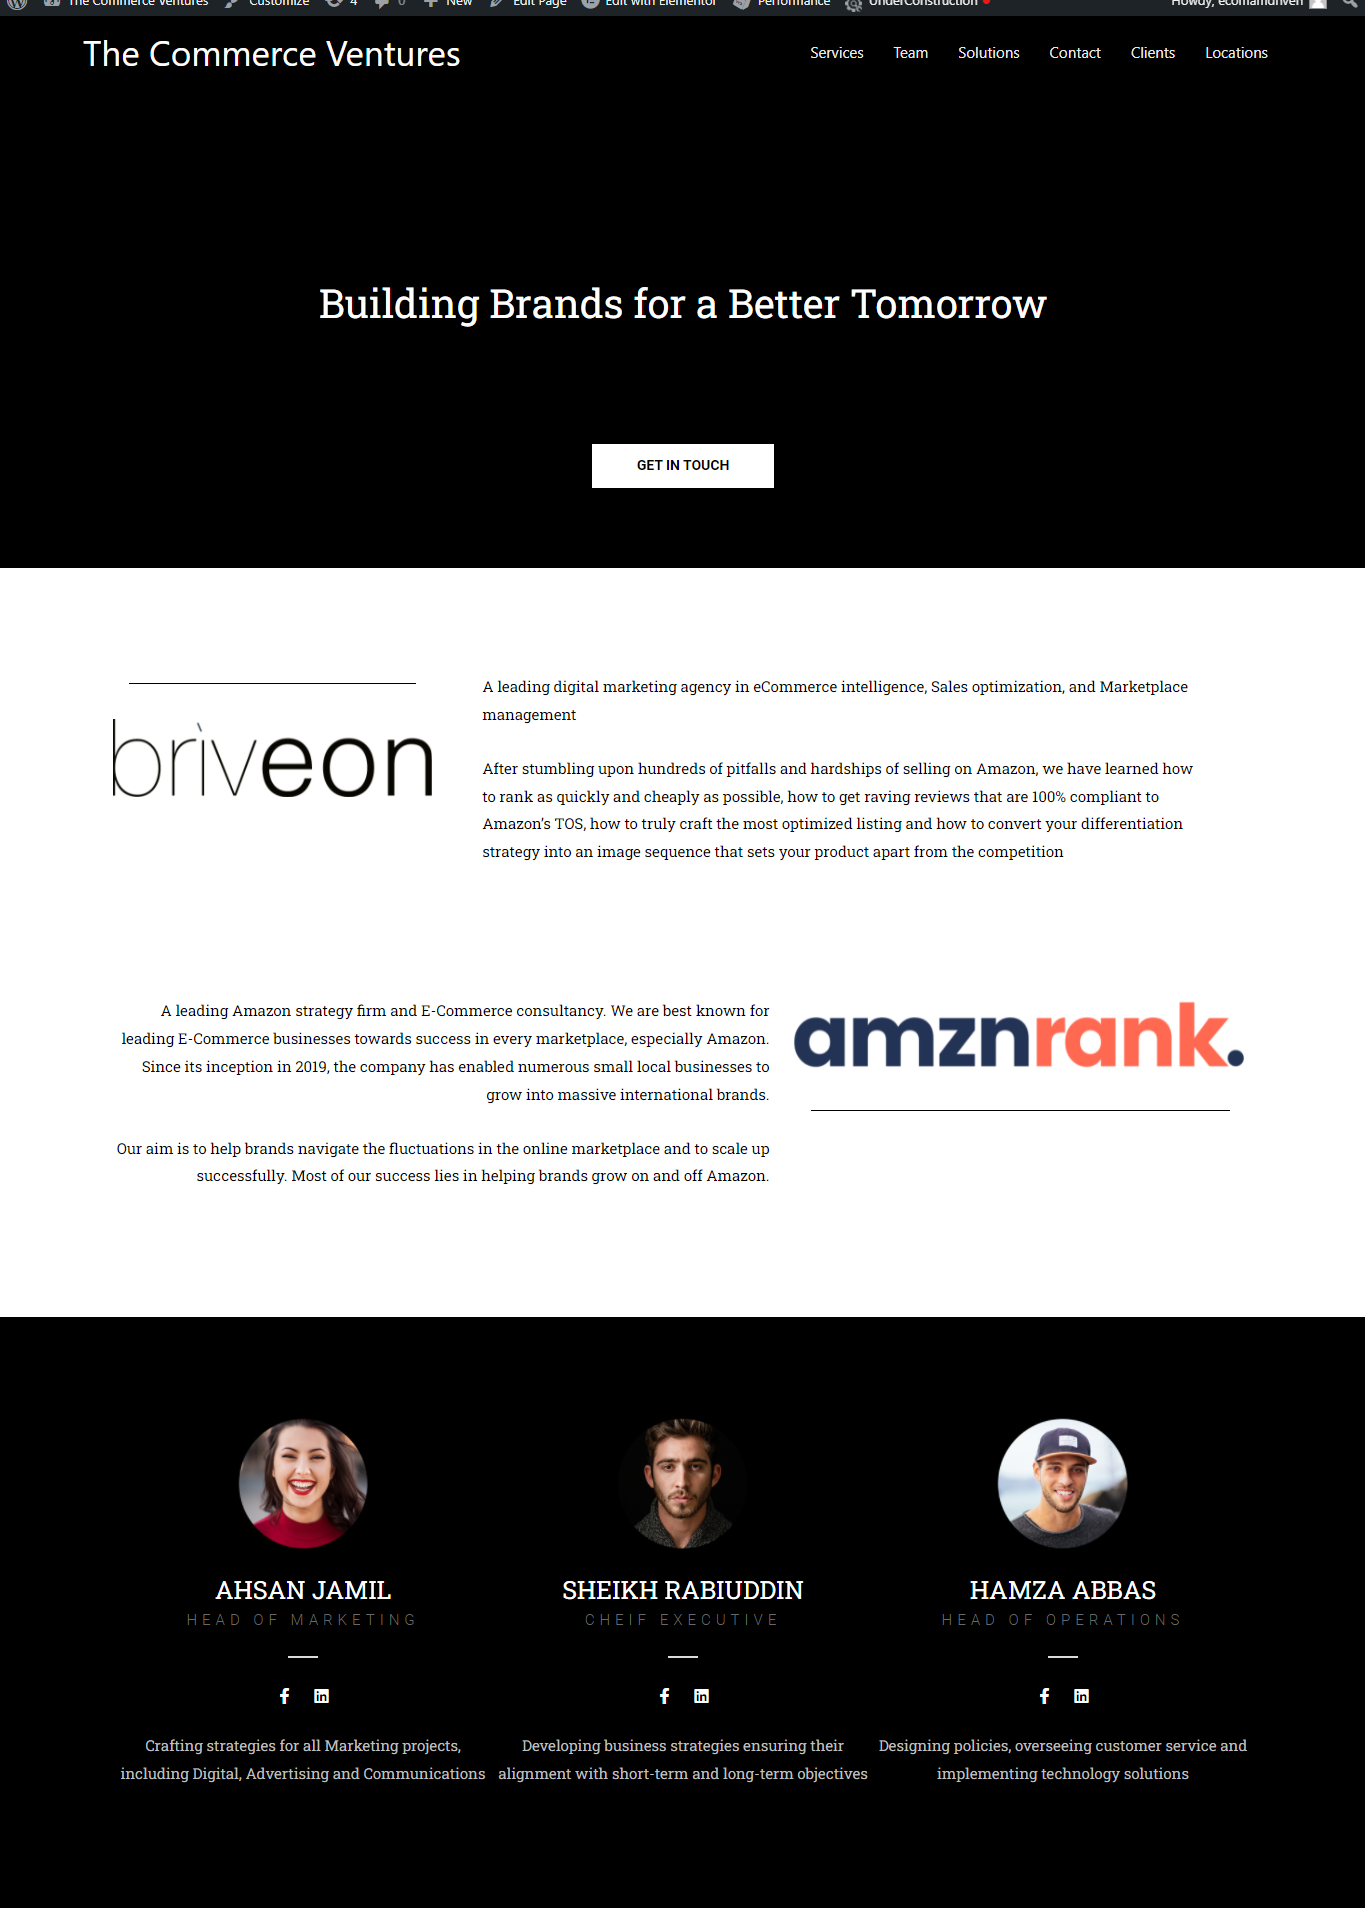 The Commerce Ventures Customize 4 0 New Edit Page Edit with Elementor Performance UnderConstruction Howdy, ecomamdriven
The Commerce Ventures
Services Team Solutions Contact Clients Locations
Building Brands for a Better Tomorrow
GET IN TOUCH
briveon
A leading digital marketing agency in eCommerce intelligence, Sales optimization, and Marketplace
management
After stumbling upon hundreds of pitfalls and hardships of selling on Amazon, we have learned how
to rank as quickly and cheaply as possible, how to get raving reviews that are 100% compliant to
Amazon’s TOS, how to truly craft the most optimized listing and how to convert your differentiation
strategy into an image sequence that sets your product apart from the competition
A leading Amazon strategy firm and E-Commerce consultancy. We are best known for
leading E-Commerce businesses towards success in every marketplace, especially Amazon.
Since its inception in 2019, the company has enabled numerous small local businesses to
grow into massive international brands.
Our aim is to help brands navigate the fluctuations in the online marketplace and to scale up
successfully. Most of our success lies in helping brands grow on and off Amazon.
amznrank.
AHSAN JAMIL
HEAD OF MARKETING
Crafting strategies for all Marketing projects,
including Digital, Advertising and Communications
SHEIKH RABIUDDIN
CHEIF EXECUTIVE
Developing business strategies ensuring their
alignment with short-term and long-term objectives
HAMZA ABBAS
HEAD OF OPERATIONS
Designing policies, overseeing customer service and
implementing technology solutions